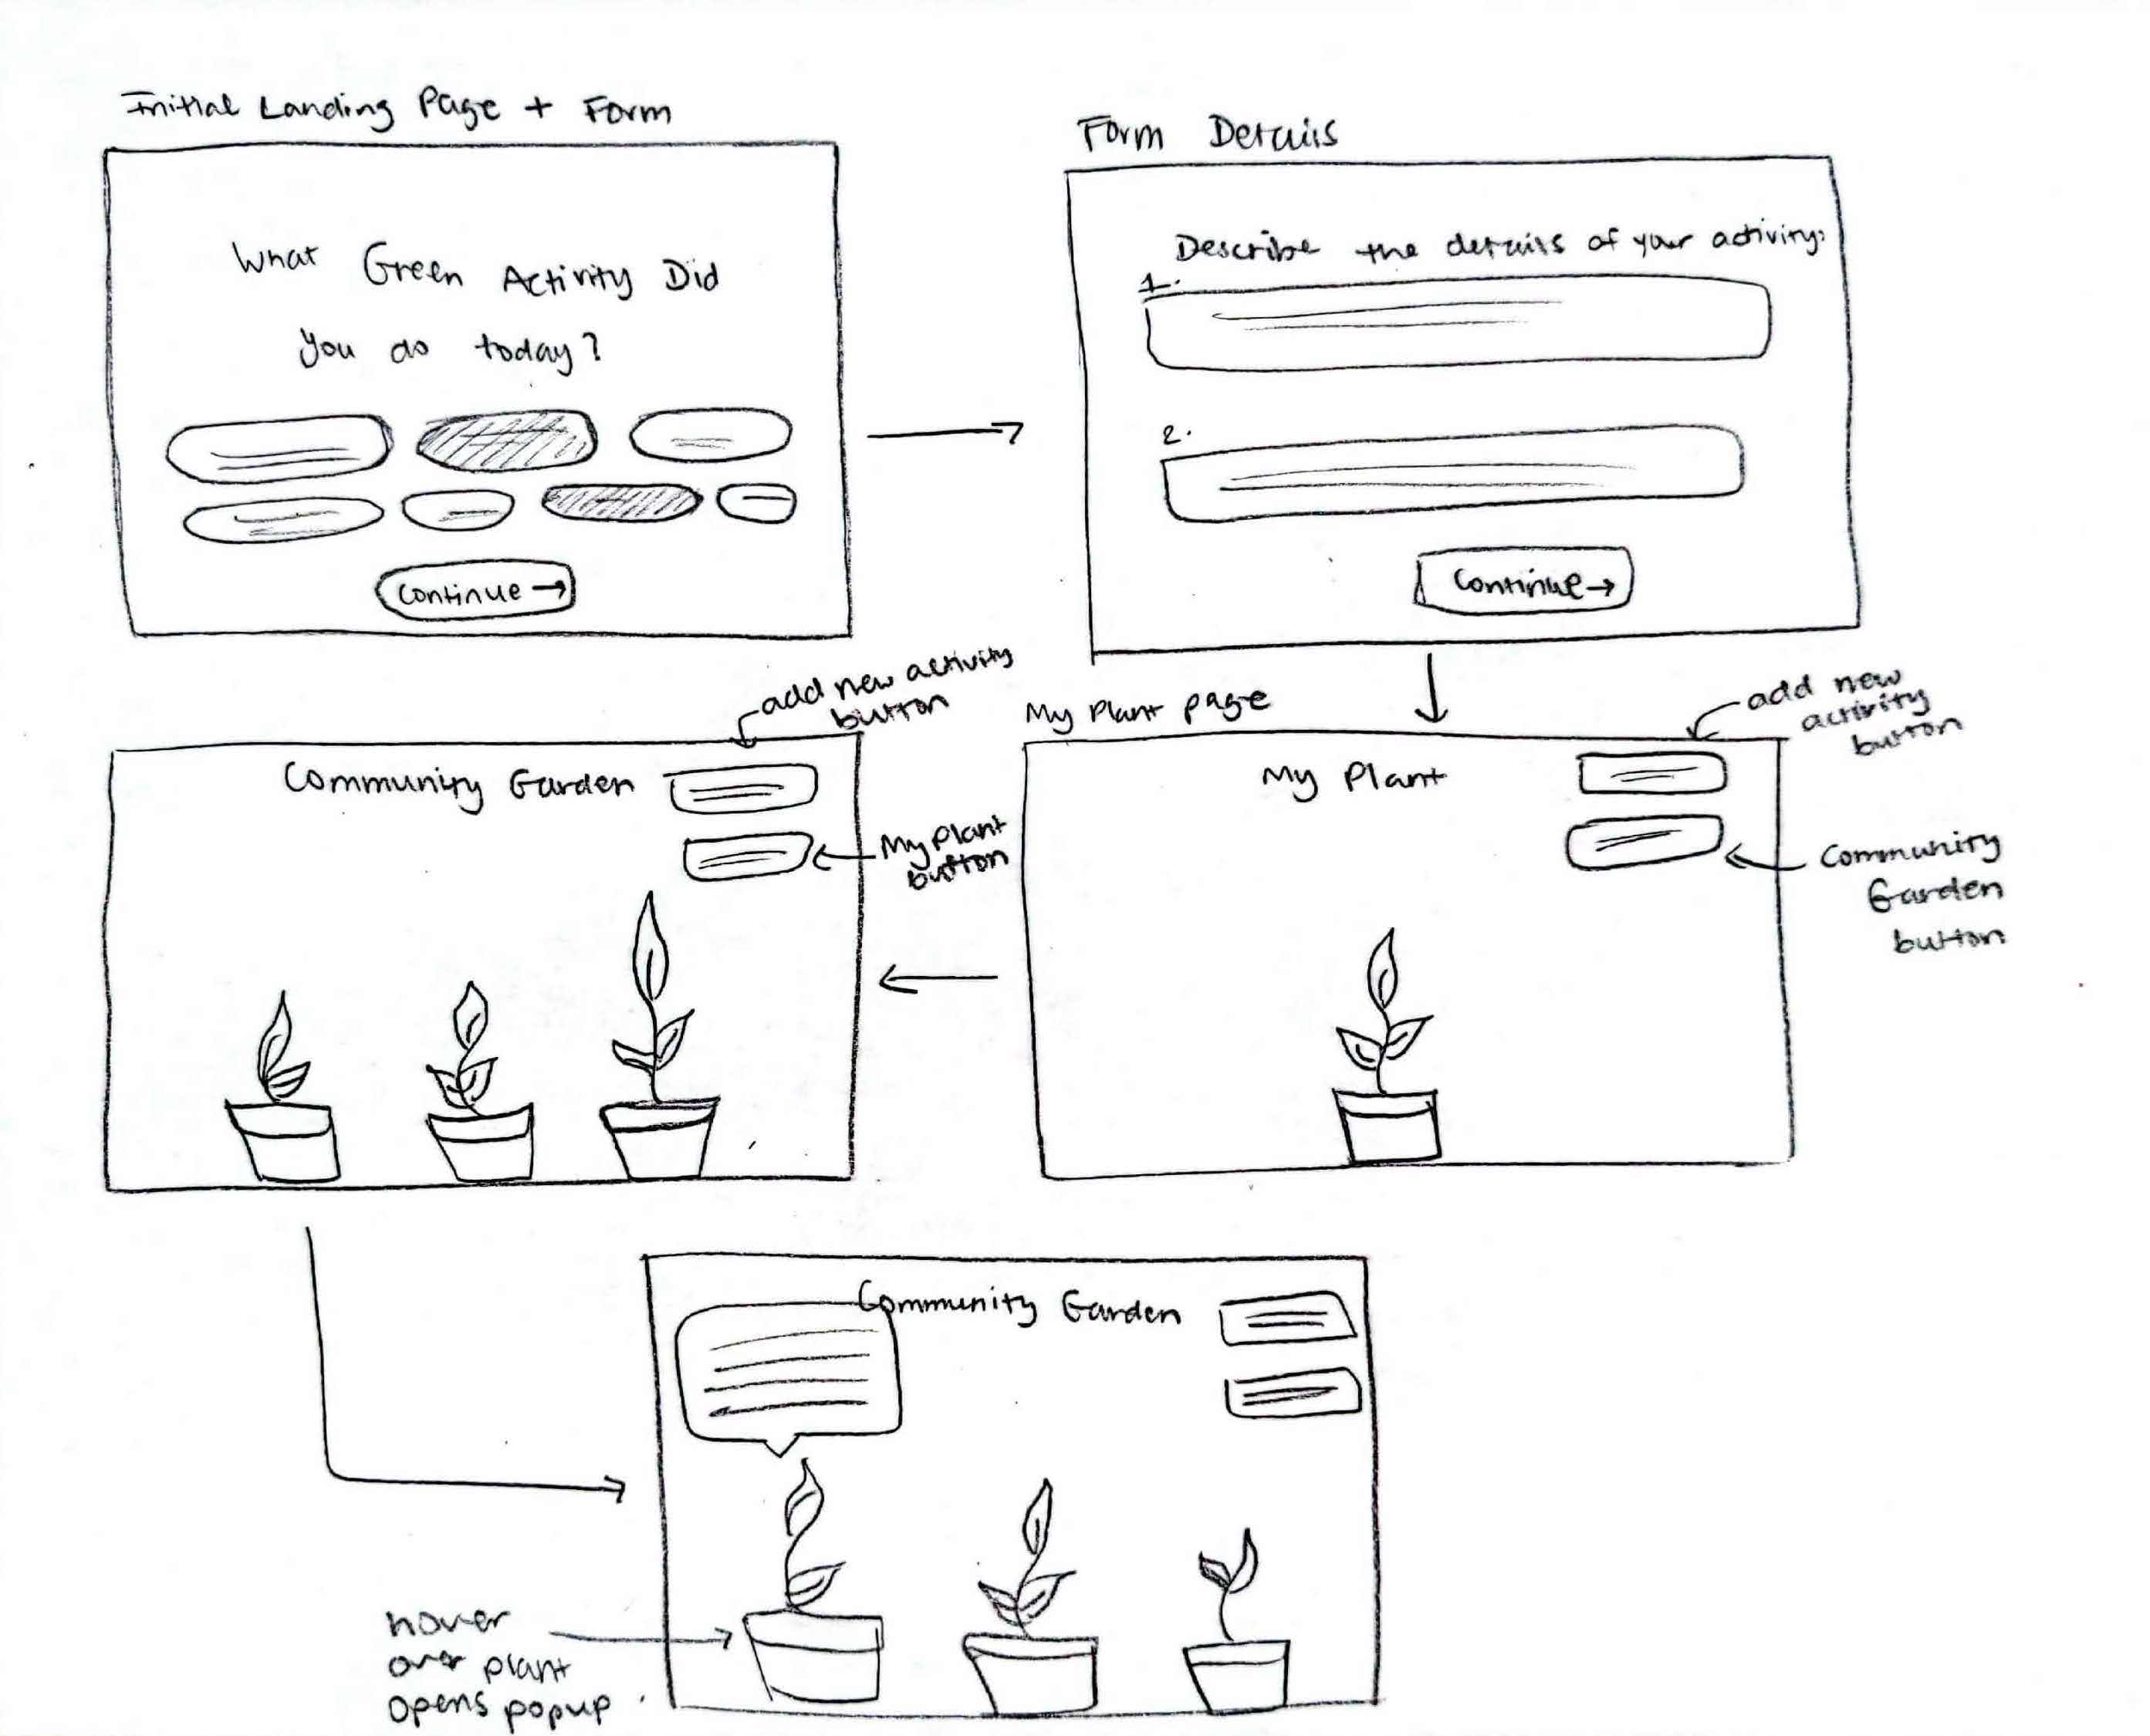 Initial Landing Page + Form
What Green Activity Did
You do today?
Continue →
Form Details
Describe the details of your activity:
1.
2.
Continue →
add new activity
button
Community Garden
My Plant
button
My Plant page
add new
activity
button
My Plant
Community
Garden
button
Community Garden
hover
over plant
opens popup